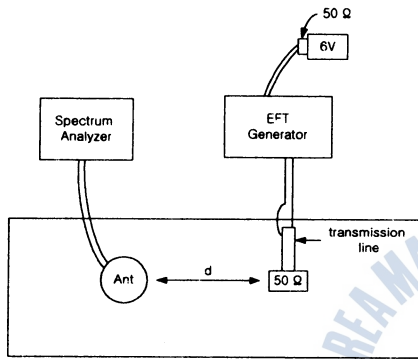 50 Ω
6V
Spectrum
Analyzer
EFT
Generator
transmission
line
Ant
d
50 Ω